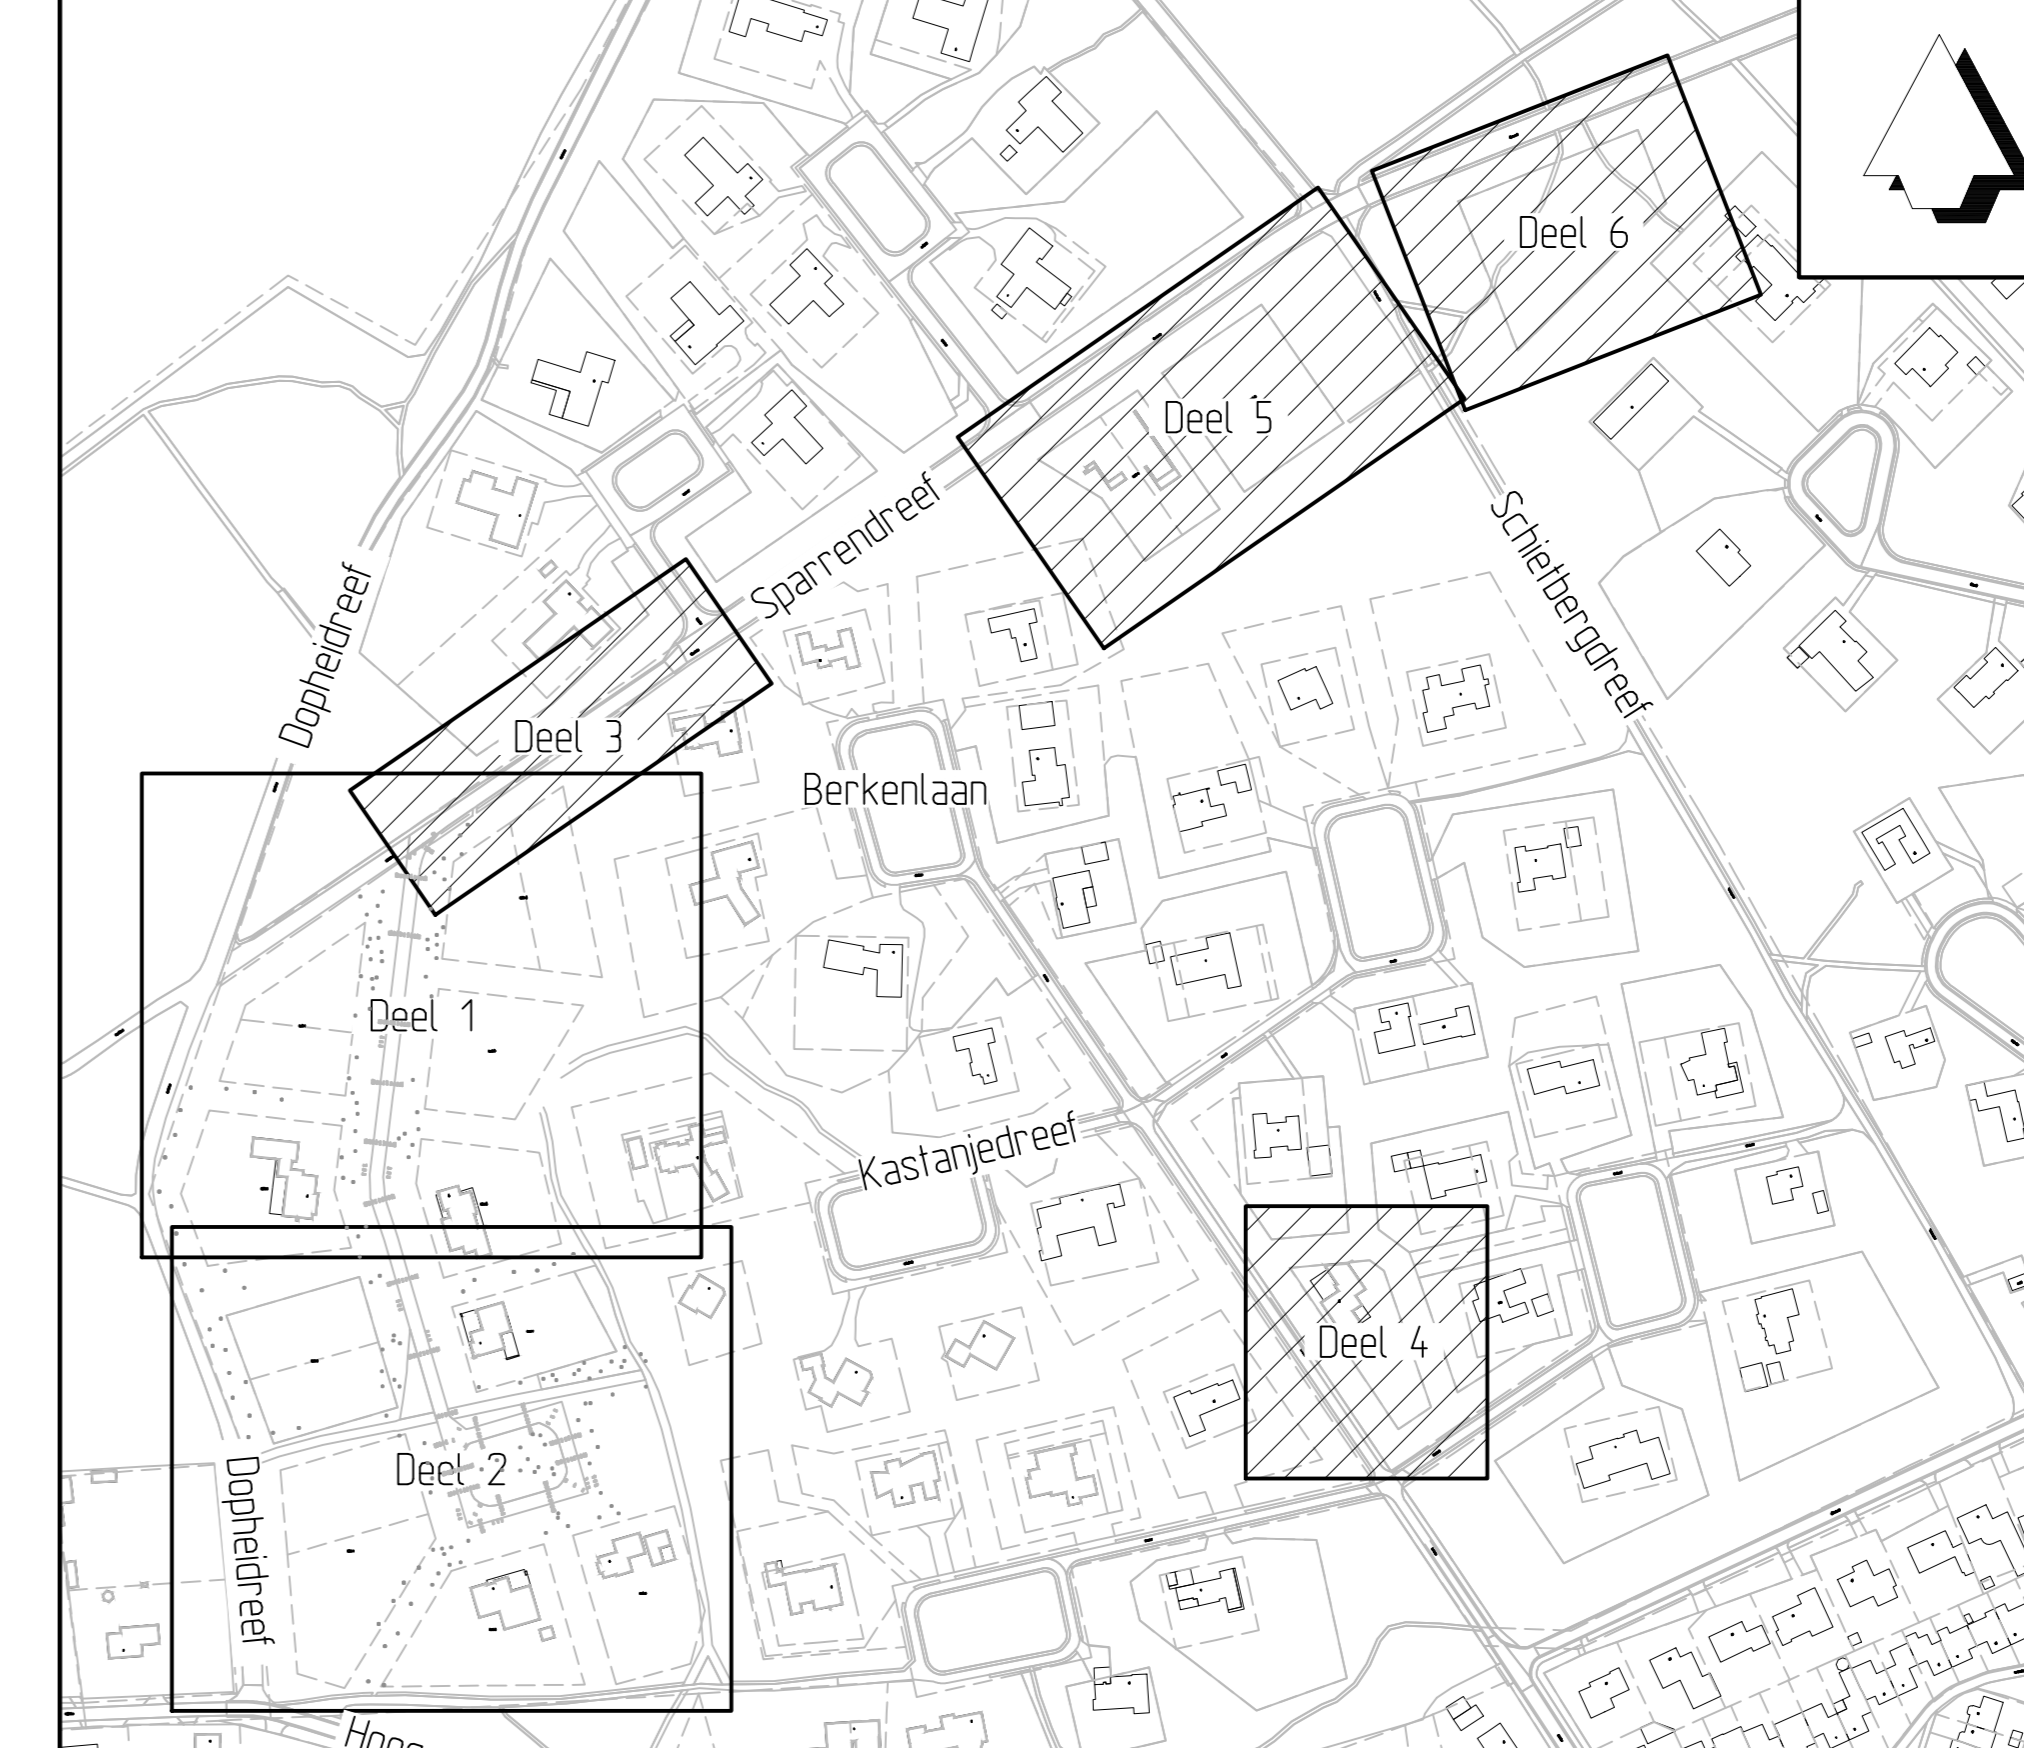 Deel 6
Deel 5
Sparrendreef
Schietbergdreef
Dopheidreef
Deel 3
Berkenlaan
Deel 1
Kastanjedreef
Deel 4
Deel 2
Dopheidreef